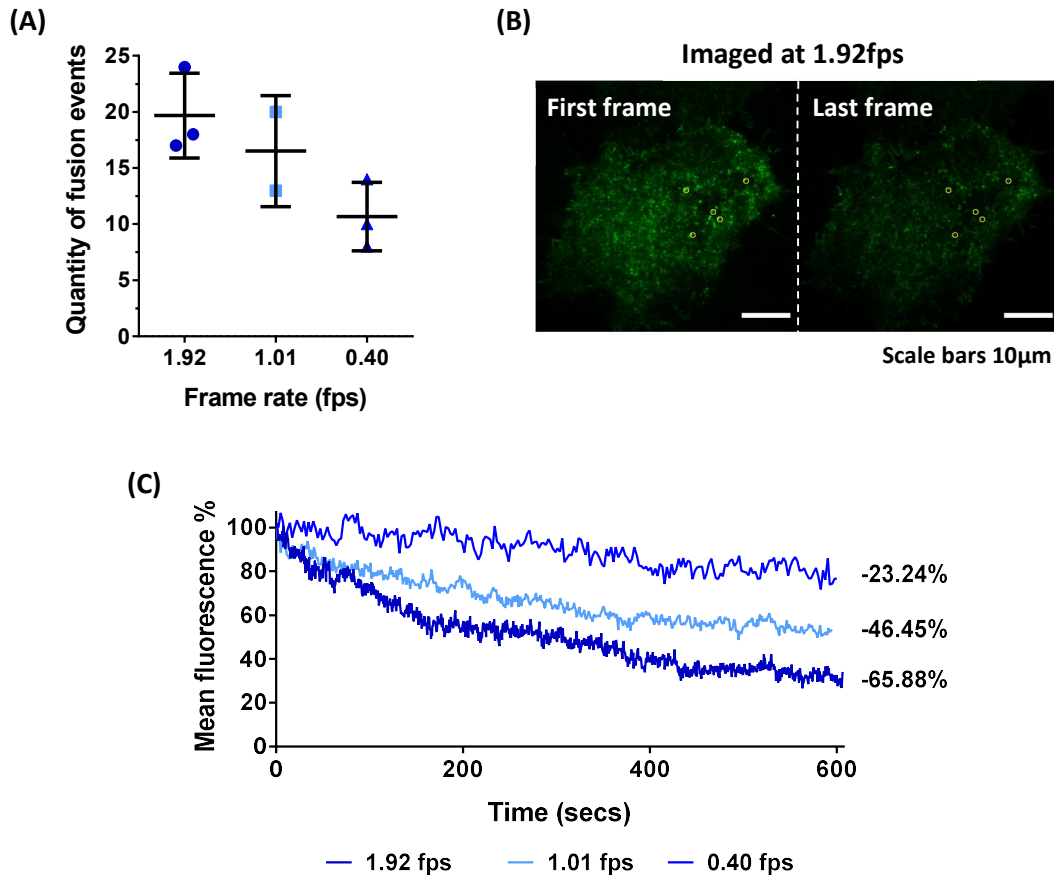 (A)
25
20
15
10
5
0
Quantity of fusion events
1.92 1.01 0.40
Frame rate (fps)
(B)
Imaged at 1.92fps
First frame
Last frame
Scale bars 10μm
(C)
Mean fluorescence %
100
80
60
40
20
0
-23.24%
-46.45%
-65.88%
0 200 400 600
Time (secs)
1.92 fps 1.01 fps 0.40 fps